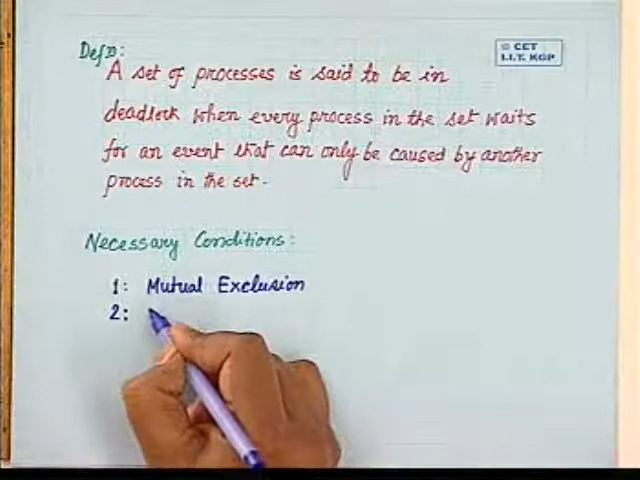 Defn:
© CET
I.I.T. KGP
A set of processes is said to be in
deadlock when every process in the set waits
for an event that can only be caused by another
process in the set.
Necessary Conditions:
1: Mutual Exclusion
2: